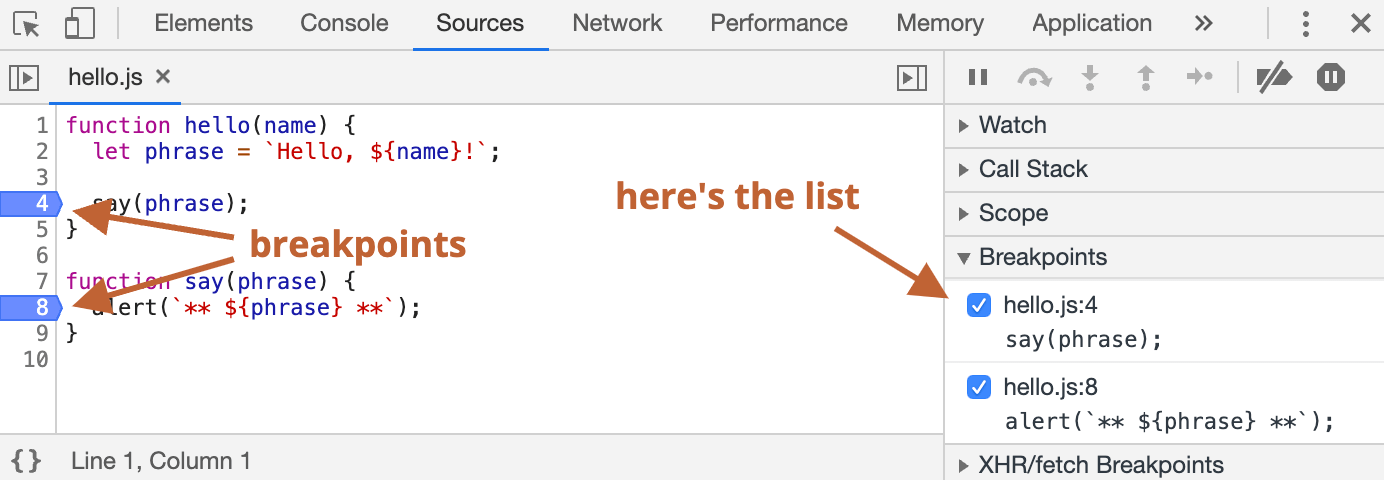 Elements Console Sources Network Performance Memory Application »
hello.js ×
1 function hello(name) {
2 let phrase = `Hello, ${name}!`;
3
4 say(phrase);
5 }
6
7 function say(phrase) {
8 alert(`** ${phrase} **`);
9 }
10
breakpoints
here's the list
{} Line 1, Column 1
Watch
Call Stack
Scope
Breakpoints
hello.js:4
say(phrase);
hello.js:8
alert(`** ${phrase} **`);
XHR/fetch Breakpoints